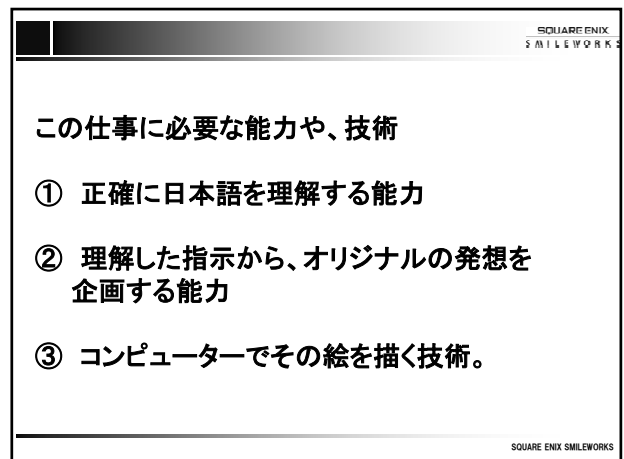 SQUARE ENIX
SMILEWORKS
この仕事に必要な能力や、技術
① 正確に日本語を理解する能力
② 理解した指示から、オリジナルの発想を
企画する能力
③ コンピューターでその絵を描く技術。
SQUARE ENIX SMILEWORKS